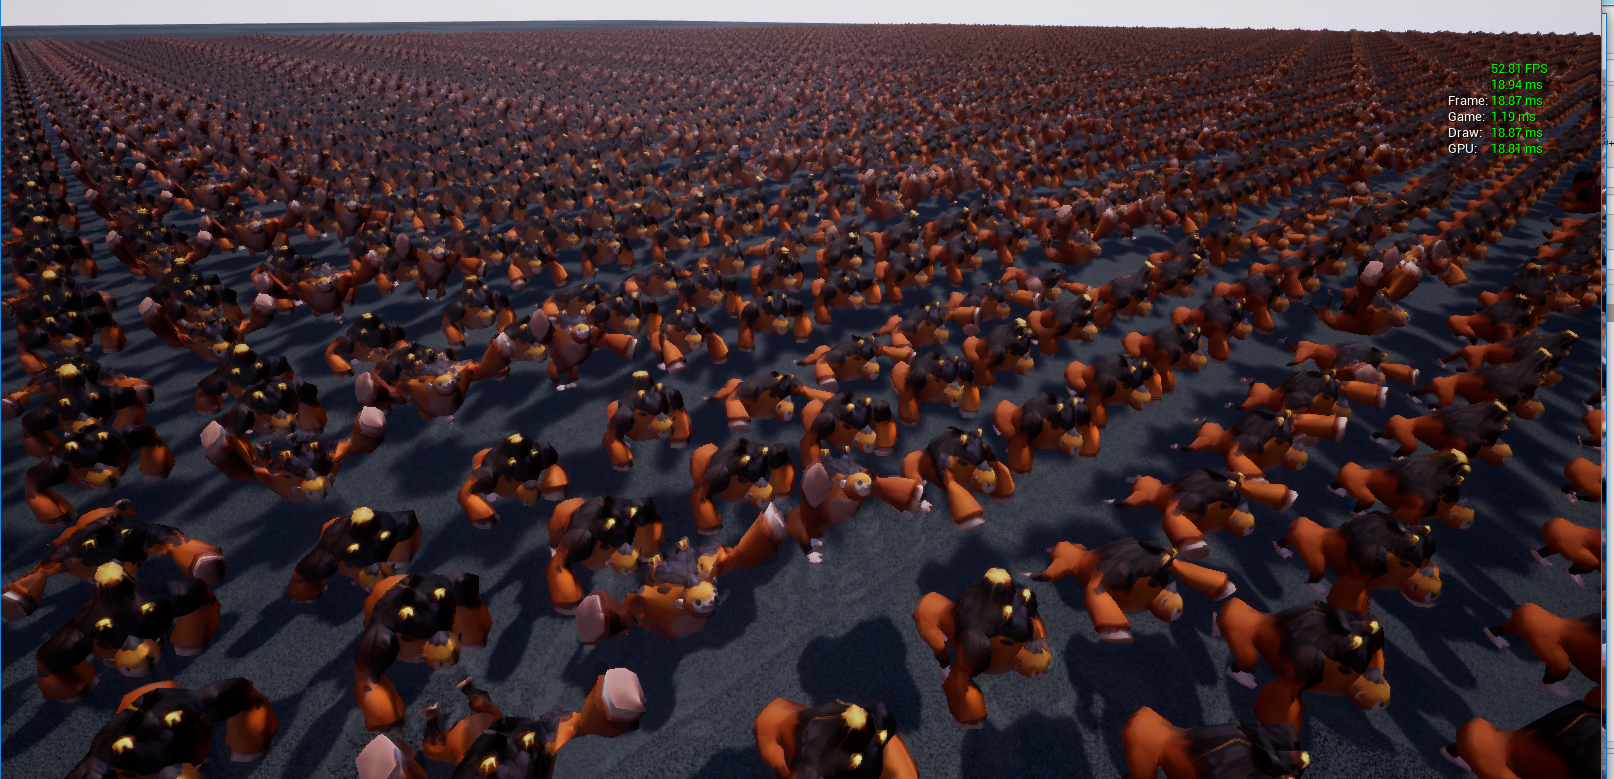 52.81 FPS
18.94 ms
Frame: 18.87 ms
Game: 1.19 ms
Draw: 18.87 ms
GPU: 18.81 ms